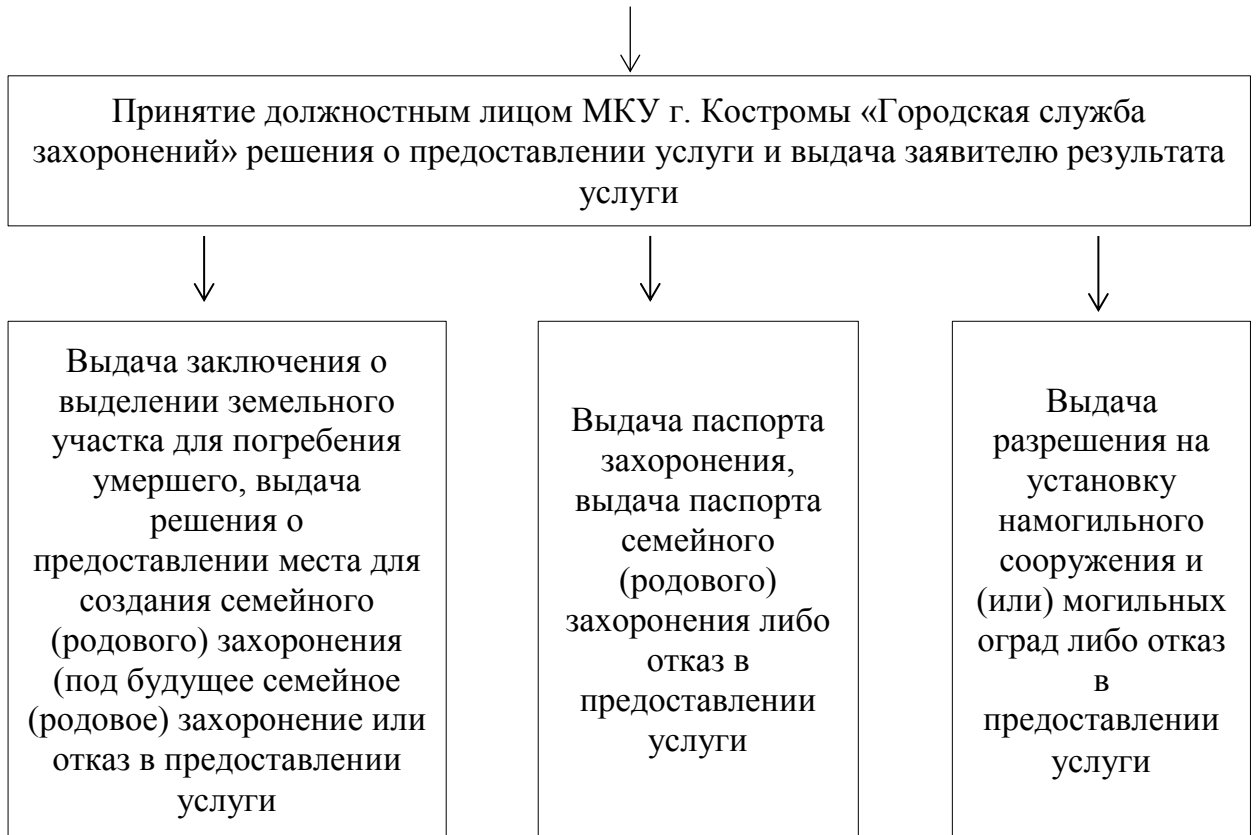 Принятие должностным лицом МКУ г. Костромы «Городская служба
захоронений» решения о предоставлении услуги и выдача заявителю результата
услуги
Выдача заключения о
выделении земельного
участка для погребения
умершего, выдача
решения о
предоставлении места для
создания семейного
(родового) захоронения
(под будущее семейное
(родовое) захоронение или
отказ в предоставлении
услуги
Выдача паспорта
захоронения,
выдача паспорта
семейного
(родового)
захоронения либо
отказ в
предоставлении
услуги
Выдача
разрешения на
установку
намогильного
сооружения и
(или) могильных
оград либо отказ
в
предоставлении
услуги